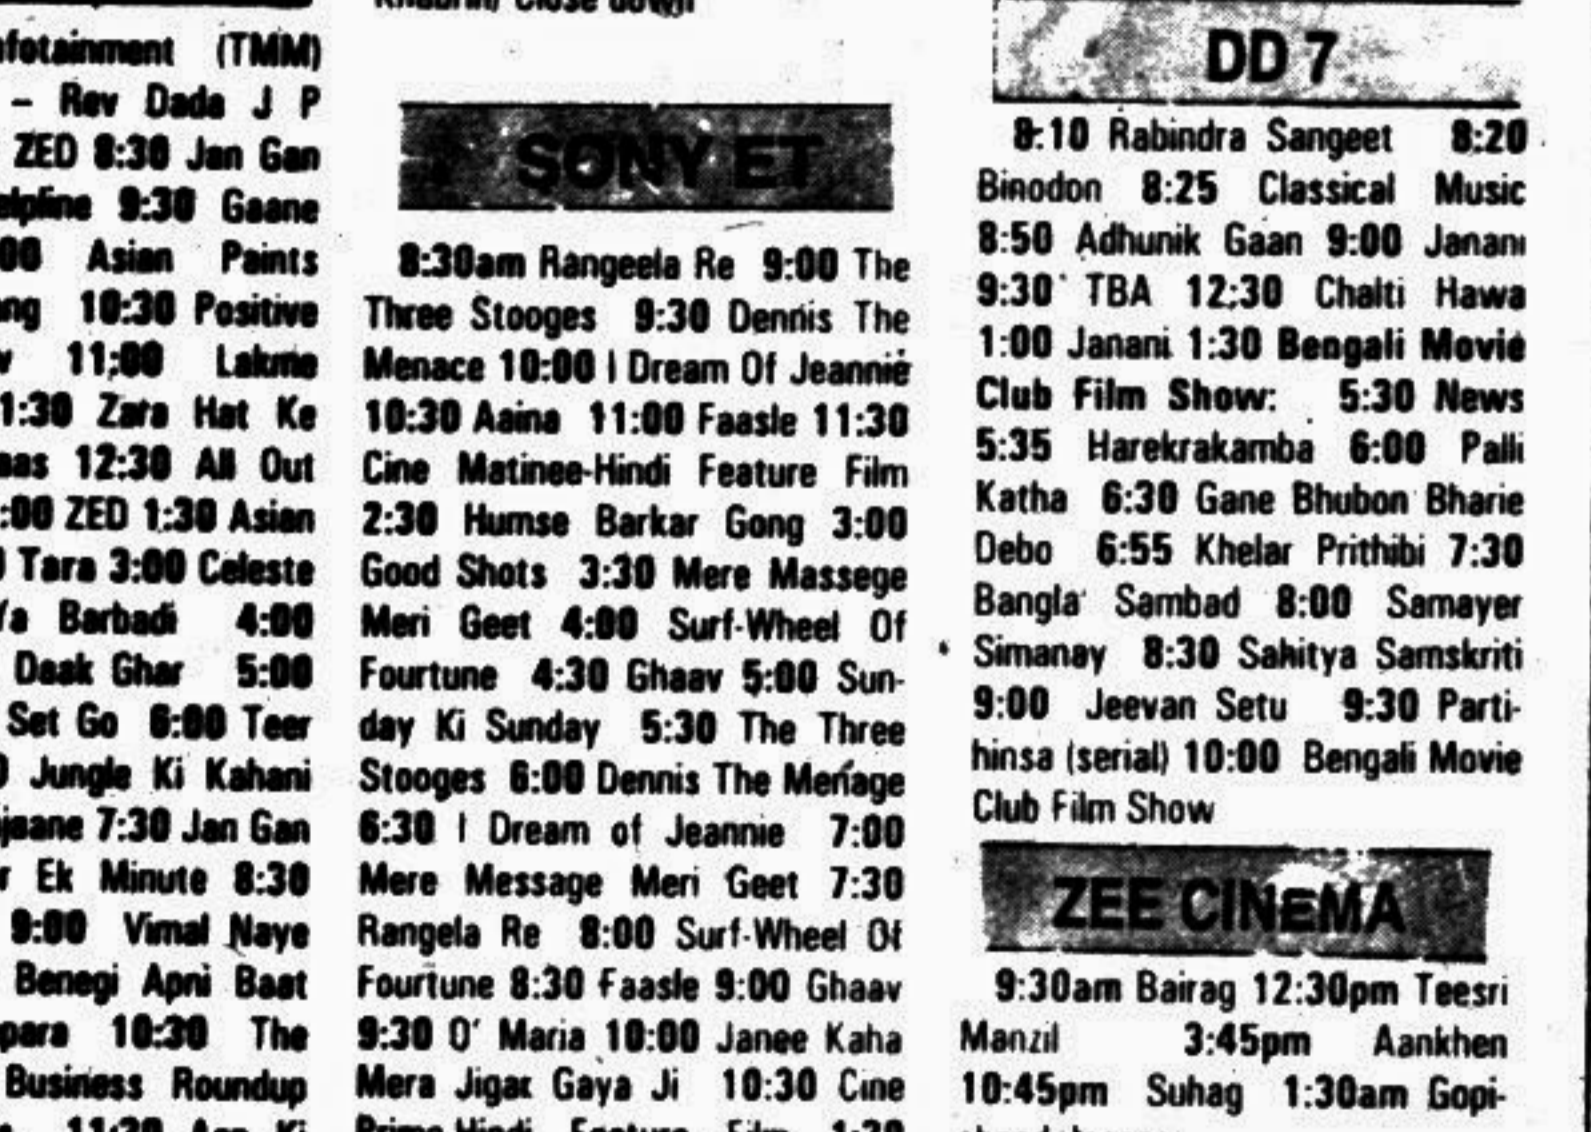 fotainment (TMM)
– Rev Dada J P
ZED 8:30 Jan Gan
9:30 Gaane
00 Asian Paints
10:30 Positive
11;00 Lakme
1:30 Zara Hat Ke
12:30 All Out
:00 ZED 1:30 Asian
Tara 3:00 Celeste
Ya Barbadi 4:00
Daak Ghar 5:00
Set Go 6:00 Teer
Jungle Ki Kahani
7:30 Jan Gan
Ek Minute 8:30
9:00 Vimal Naye
Benegi Apni Baat
para 10:30 The
Business Roundup
11:30
Close down
SONY ET
8:30am Rangeela Re 9:00 The
Three Stooges 9:30 Dennis The
Menace 10:00 I Dream Of Jeannie
10:30 Aaina 11:00 Faasle 11:30
Cine Matinee-Hindi Feature Film
2:30 Humse Barkar Gong 3:00
Good Shots 3:30 Mere Massege
Meri Geet 4:00 Surf-Wheel Of
Fourtune 4:30 Ghaav 5:00 Sun-
day Ki Sunday 5:30 The Three
Stooges 6:00 Dennis The Menage
6:30 I Dream of Jeannie 7:00
Mere Message Meri Geet 7:30
Rangela Re 8:00 Surf-Wheel Of
Fourtune 8:30 Faasle 9:00 Ghaav
9:30 O' Maria 10:00 Janee Kaha
Mera Jigar Gaya Ji 10:30 Cine
Prime-Hindi Feature Film 1:30
DD 7
8:10 Rabindra Sangeet 8:20
Binodon 8:25 Classical Music
8:50 Adhunik Gaan 9:00 Janani
9:30 TBA 12:30 Chalti Hawa
1:00 Janani 1:30 Bengali Movie
Club Film Show: 5:30 News
5:35 Harekrakamba 6:00 Palli
Katha 6:30 Gane Bhubon Bharie
Debo 6:55 Khelar Prithibi 7:30
Bangla Sambad 8:00 Samayer
Simanay 8:30 Sahitya Samskriti
9:00 Jeevan Setu 9:30 Parti-
hinsa (serial) 10:00 Bengali Movie
Club Film Show
ZEE CINEMA
9:30am Bairag 12:30pm Teesri
Manzil 3:45pm Aankhen
10:45pm Suhag 1:30am Gopi-